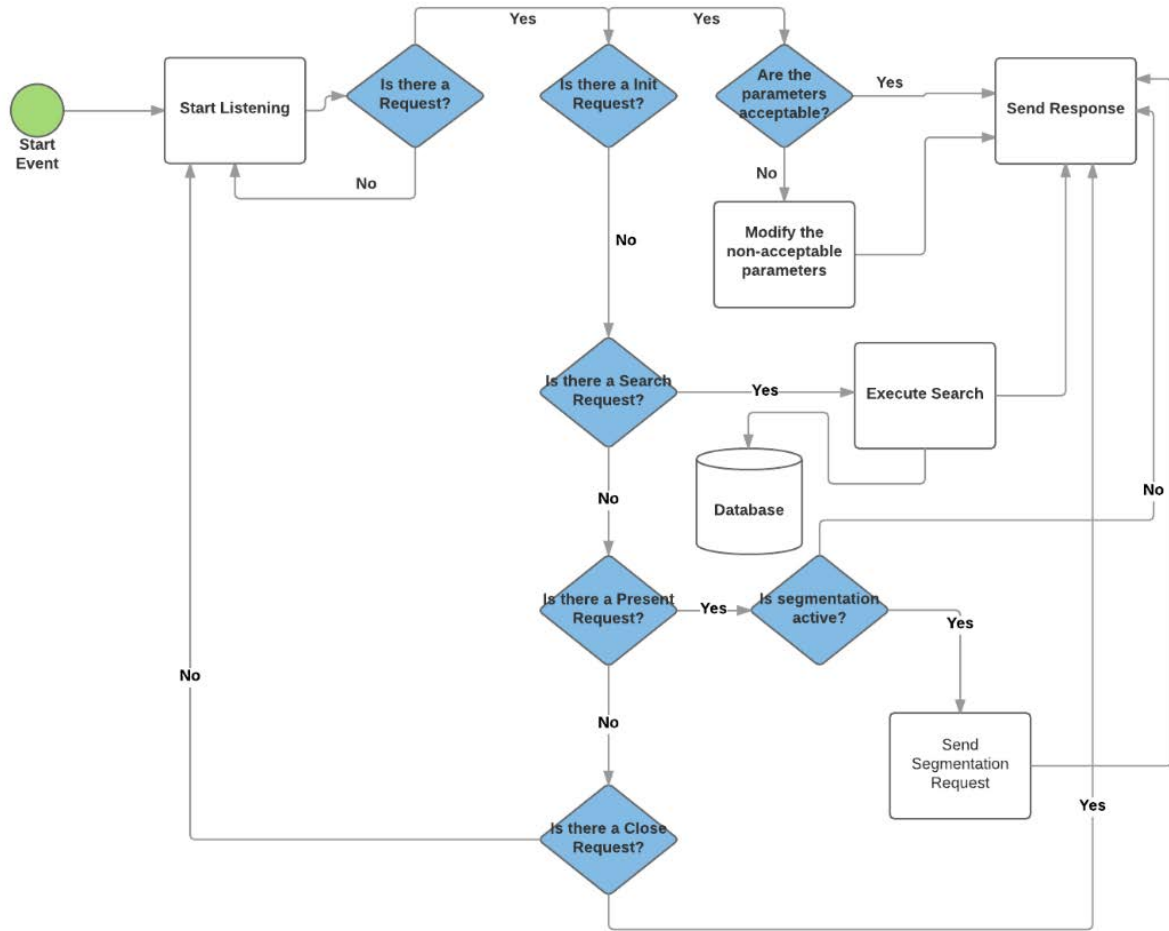 Yes
Yes
Is there a
Request?
Is there a Init
Request?
Are the
parameters
acceptable?
Yes
Start Listening
Send Response
Start
Event
No
No
Modify the
non-acceptable
parameters
No
Is there a Search
Request?
Yes
Execute Search
No
Database
No
Is there a Present
Request?
Yes
Is segmentation
active?
Yes
No
No
Send
Segmentation
Request
Yes
Is there a Close
Request?